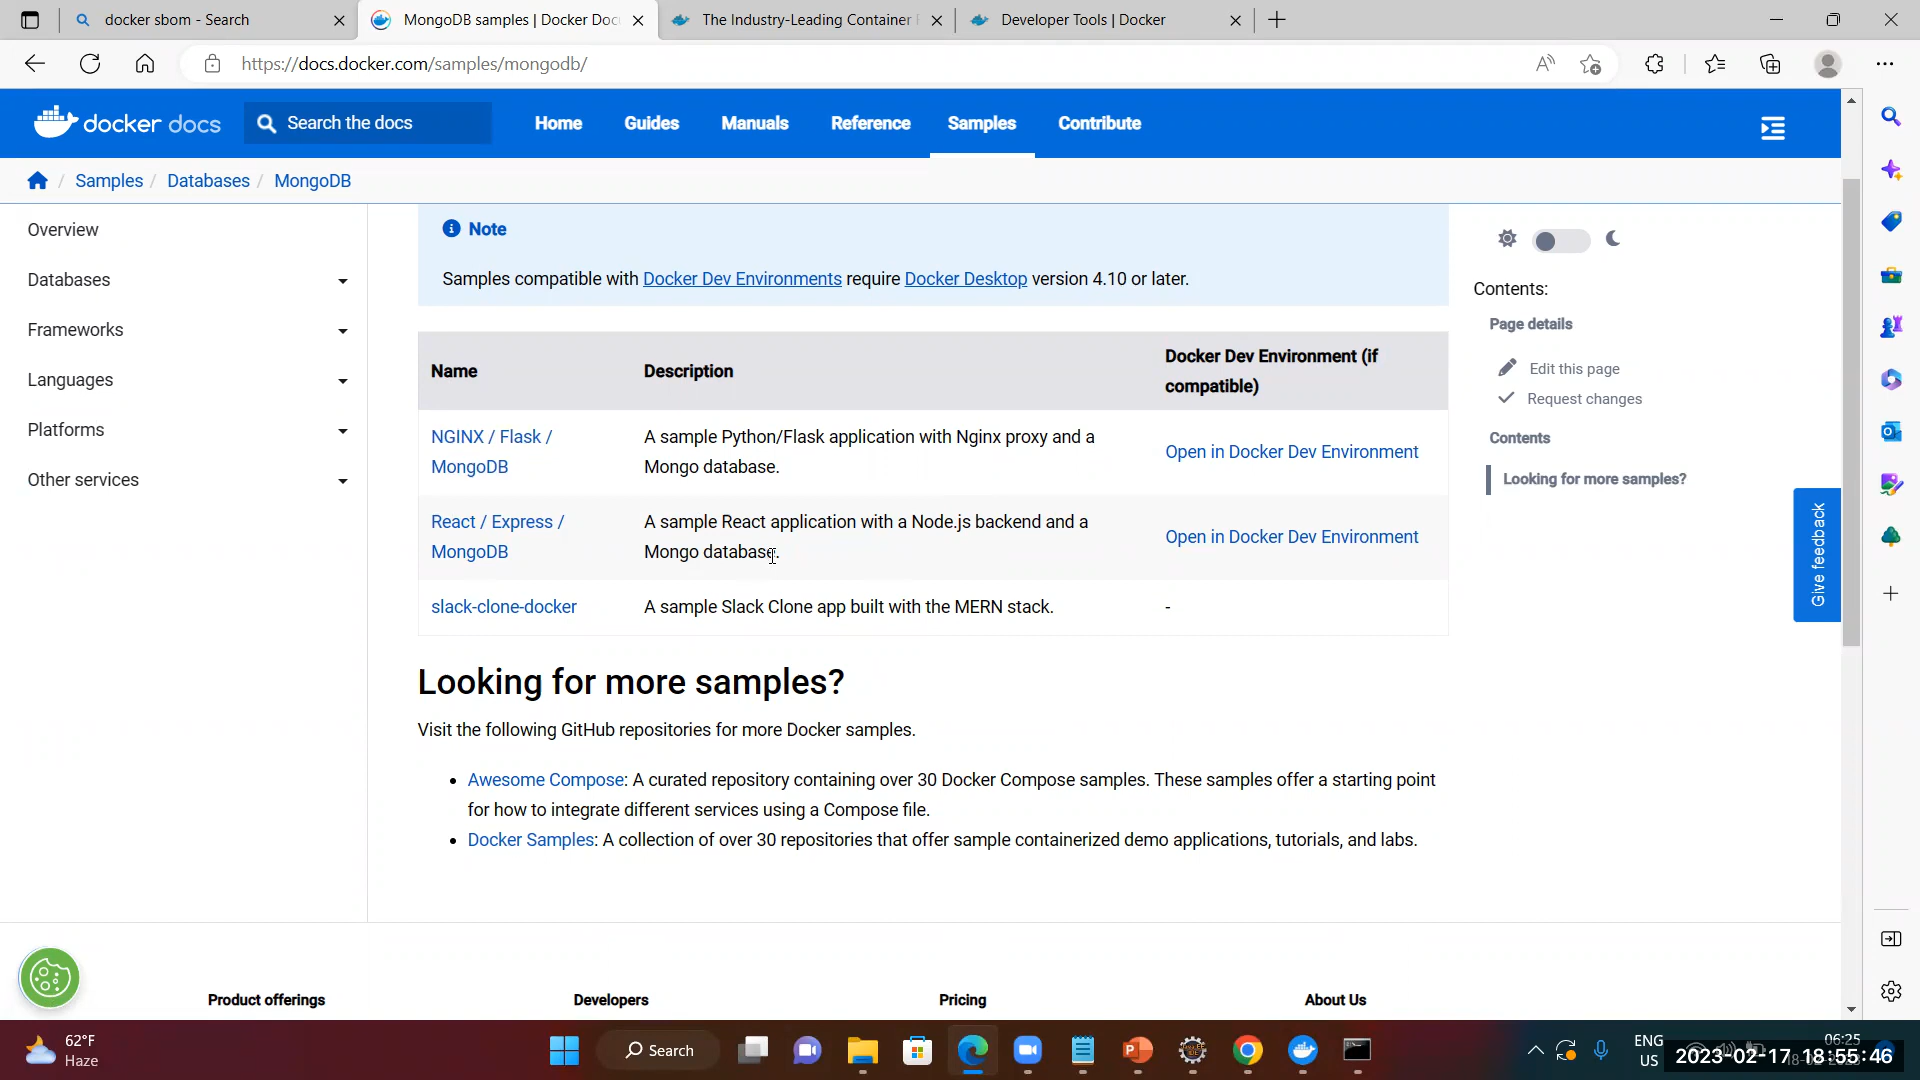 docker sbom - Search
MongoDB samples | Docker Doc
The Industry-Leading Container
Developer Tools | Docker
https://docs.docker.com/samples/mongodb/
docker docs
Search the docs
Home
Guides
Manuals
Reference
Samples
Contribute
Samples / Databases / MongoDB
Overview
Databases
Frameworks
Languages
Platforms
Other services
Note
Samples compatible with Docker Dev Environments require Docker Desktop version 4.10 or later.
Name
Description
Docker Dev Environment (if
compatible)
NGINX / Flask /
MongoDB
A sample Python/Flask application with Nginx proxy and a
Mongo database.
Open in Docker Dev Environment
React / Express /
MongoDB
A sample React application with a Node.js backend and a
Mongo database.
Open in Docker Dev Environment
slack-clone-docker
A sample Slack Clone app built with the MERN stack.
-
Looking for more samples?
Visit the following GitHub repositories for more Docker samples.
• Awesome Compose: A curated repository containing over 30 Docker Compose samples. These samples offer a starting point
for how to integrate different services using a Compose file.
• Docker Samples: A collection of over 30 repositories that offer sample containerized demo applications, tutorials, and labs.
Contents:
Page details
Edit this page
Request changes
Contents
Looking for more samples?
Give feedback
Product offerings
Developers
Pricing
About Us
62°F
Haze
Search
ENG
US
06:25
2023-02-17 18:55:46